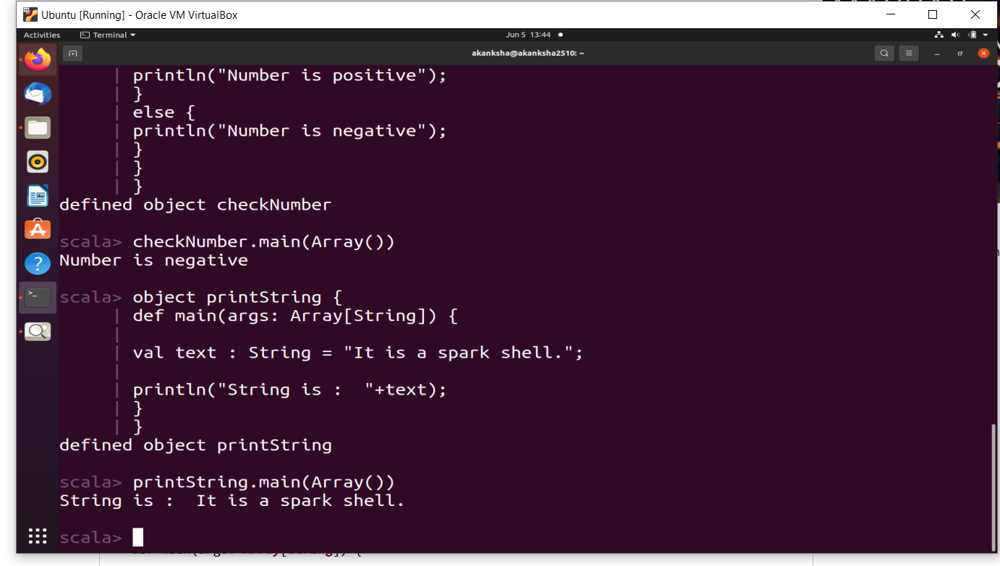 Ubuntu [Running] - Oracle VM VirtualBox
Activities Terminal Jun 5 13:44
akanksha@akanksha2510: ~
| println("Number is positive");
| }
| else {
| println("Number is negative");
| }
| }
| }
defined object checkNumber
scala> checkNumber.main(Array())
Number is negative
scala> object printString {
| def main(args: Array[String]) {
|
| val text : String = "It is a spark shell.";
|
| println("String is :  "+text);
| }
| }
defined object printString
scala> printString.main(Array())
String is :  It is a spark shell.
scala>